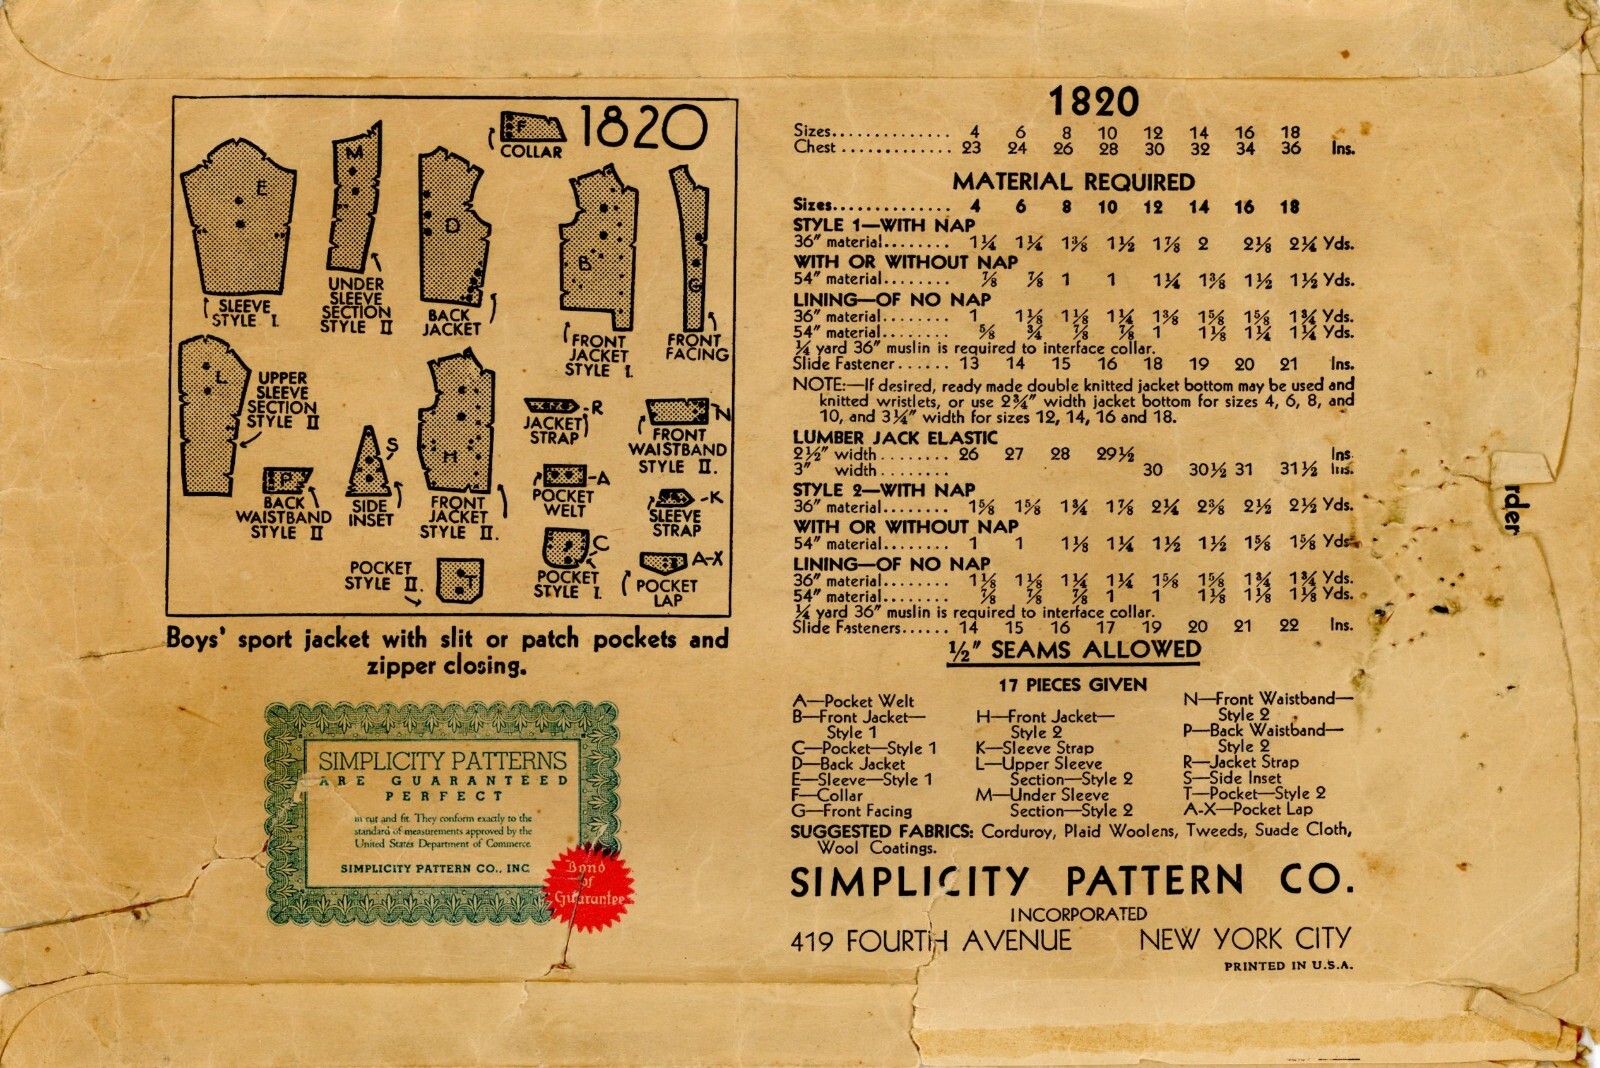 1820
F
COLLAR
E
SLEEVE
STYLE I.
M
UNDER
SLEEVE
SECTION
STYLE II
D
BACK
JACKET
B
FRONT
JACKET
STYLE I.
G
FRONT
FACING
L
UPPER
SLEEVE
SECTION
STYLE II
P
BACK
WAISTBAND
STYLE II
S
SIDE
INSET
H
FRONT
JACKET
STYLE II.
R
JACKET
STRAP
A
POCKET
WELT
N
FRONT
WAISTBAND
STYLE II.
K
SLEEVE
STRAP
T
POCKET
STYLE II.
C
POCKET
STYLE I.
A-X
POCKET
LAP
Boys' sport jacket with slit or patch pockets and
zipper closing.
SIMPLICITY PATTERNS
ARE GUARANTEED
PERFECT
in cut and fit. They conform exactly to the
standard of measurements approved by the
United States Department of Commerce
SIMPLICITY PATTERN CO., INC
Bond
of
Guarantee
1820
Sizes.............. 4 6 8 10 12 14 16 18
Chest ............. 23 24 26 28 30 32 34 36 Ins.
MATERIAL REQUIRED
Sizes.............. 4 6 8 10 12 14 16 18
STYLE 1—WITH NAP
36" material........ 1¼ 1¼ 1⅜ 1½ 1⅞ 2 2⅛ 2¼ Yds.
WITH OR WITHOUT NAP
54" material........ ⅞ ⅞ 1 1 1¼ 1⅜ 1½ 1½ Yds.
LINING—OF NO NAP
36" material........ 1 1⅛ 1⅛ 1¼ 1⅜ 1⅝ 1⅝ 1¾ Yds.
54" material........ ⅝ ¾ ⅞ ⅞ 1 1⅛ 1¼ 1¼ Yds.
¼ yard 36" muslin is required to interface collar.
Slide Fastener...... 13 14 15 16 18 19 20 21 Ins.
NOTE:—If desired, ready made double knitted jacket bottom may be used and
knitted wristlets, or use 2¾" width jacket bottom for sizes 4, 6, 8, and
10, and 3¼" width for sizes 12, 14, 16 and 18.
LUMBER JACK ELASTIC
2½" width........ 26 27 28 29½ Ins.
3" width........ 30 30½ 31 31½ Ins.
STYLE 2—WITH NAP
36" material........ 1⅝ 1⅝ 1¾ 1⅞ 2¼ 2⅜ 2½ 2½ Yds.
WITH OR WITHOUT NAP
54" material........ 1 1 1⅛ 1¼ 1½ 1½ 1⅝ 1⅝ Yds.
LINING—OF NO NAP
36" material........ 1⅛ 1⅛ 1¼ 1¼ 1⅝ 1⅝ 1¾ 1¾ Yds.
54" material........ ⅞ ⅞ ⅞ 1 1 1⅛ 1⅛ 1⅛ Yds.
¼ yard 36" muslin is required to interface collar.
Slide Fasteners...... 14 15 16 17 19 20 21 22 Ins.
½" SEAMS ALLOWED
17 PIECES GIVEN
A—Pocket Welt
B—Front Jacket—
Style 1
C—Pocket—Style 1
D—Back Jacket
E—Sleeve—Style 1
F—Collar
G—Front Facing
H—Front Jacket—
Style 2
K—Sleeve Strap
L—Upper Sleeve
Section—Style 2
M—Under Sleeve
Section—Style 2
N—Front Waistband—
Style 2
P—Back Waistband—
Style 2
R—Jacket Strap
S—Side Inset
T—Pocket—Style 2
A-X—Pocket Lap
SUGGESTED FABRICS: Corduroy, Plaid Woolens, Tweeds, Suade Cloth,
Wool Coatings.
SIMPLICITY PATTERN CO.
INCORPORATED
419 FOURTH AVENUE NEW YORK CITY
PRINTED IN U.S.A.
rder